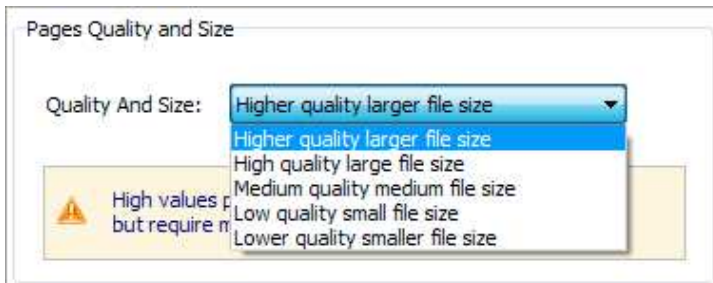 Pages Quality and Size
Quality And Size: Higher quality larger file size
Higher quality larger file size
High quality large file size
Medium quality medium file size
Low quality small file size
Lower quality smaller file size
High values
but require